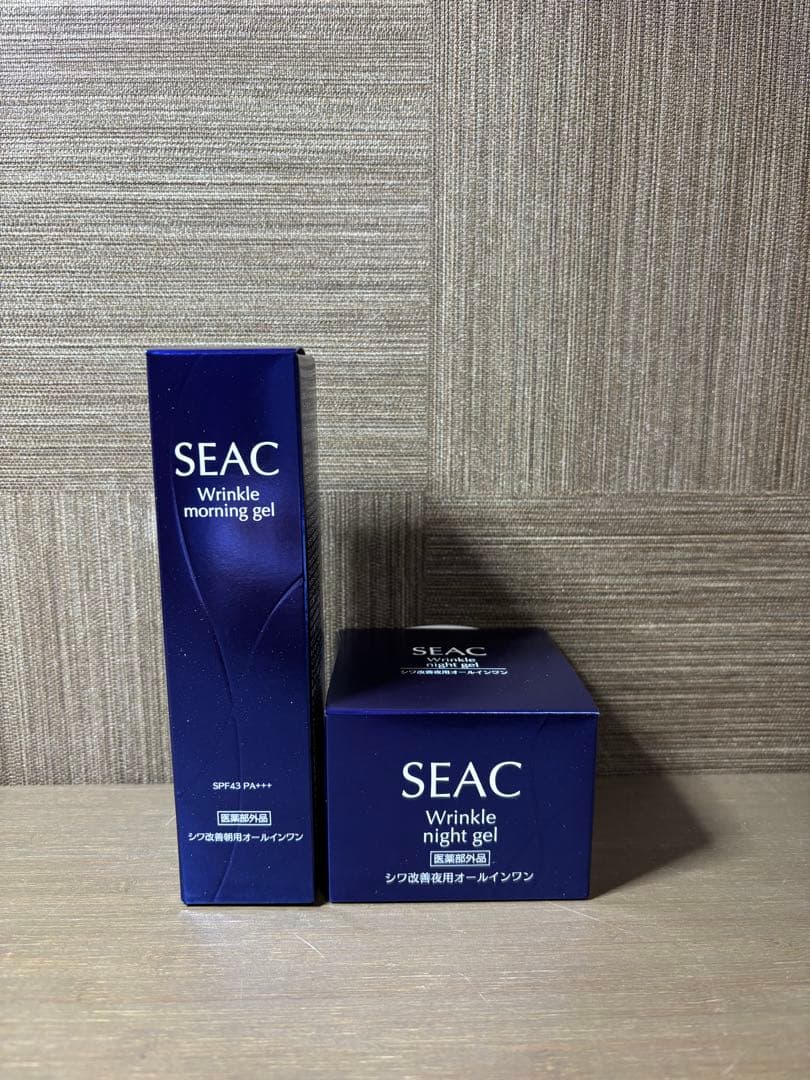 SEAC
Wrinkle
morning gel
SPF43 PA+++
医薬部外品
シワ改善朝用オールインワン
SEAC
Wrinkle
night gel
シワ改善夜用オールインワン
SEAC
Wrinkle
night gel
医薬部外品
シワ改善夜用オールインワン